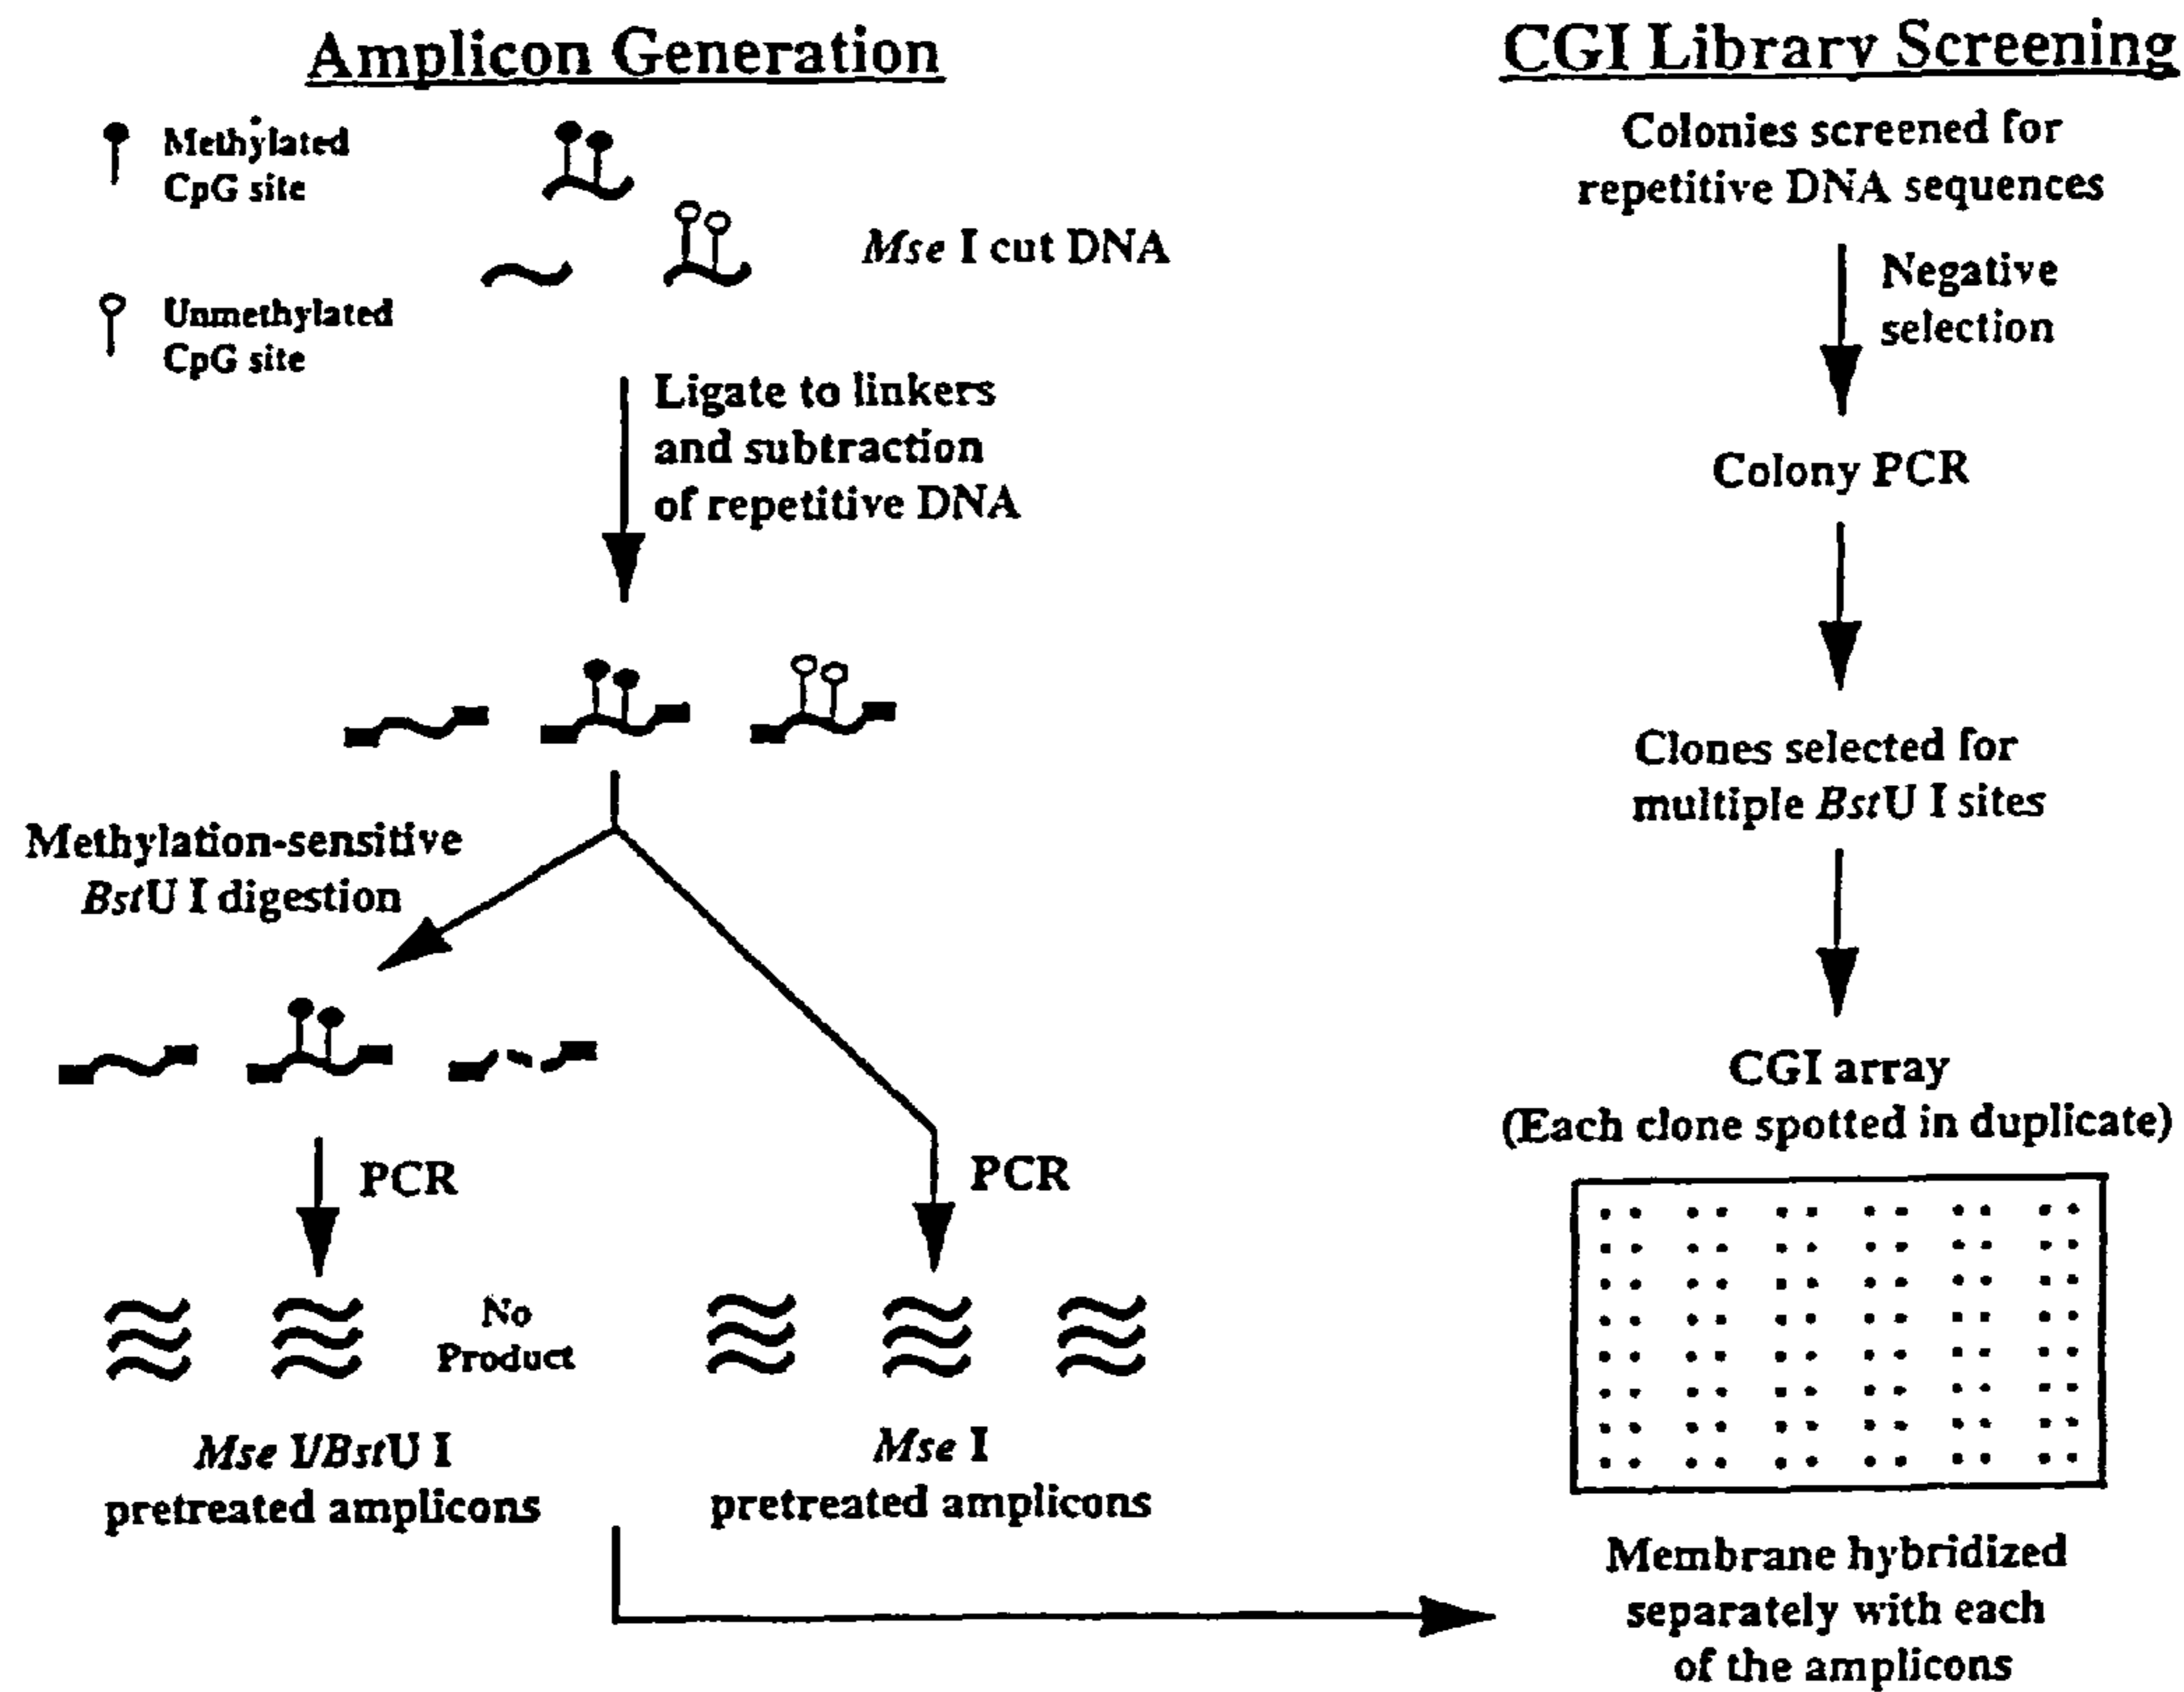 Amplicon Generation
Methylated
CpG site
Unmethylated
CpG site
Mse I cut DNA
Ligate to linkers
and subtraction
of repetitive DNA
Methylation-sensitive
BstU I digestion
PCR
PCR
No
Product
Mse I/BstU I
pretreated amplicons
Mse I
pretreated amplicons
CGI Library Screening
Colonies screened for
repetitive DNA sequences
Negative
selection
Colony PCR
Clones selected for
multiple BstU I sites
CGI array
(Each clone spotted in duplicate)
Membrane hybridized
separately with each
of the amplicons